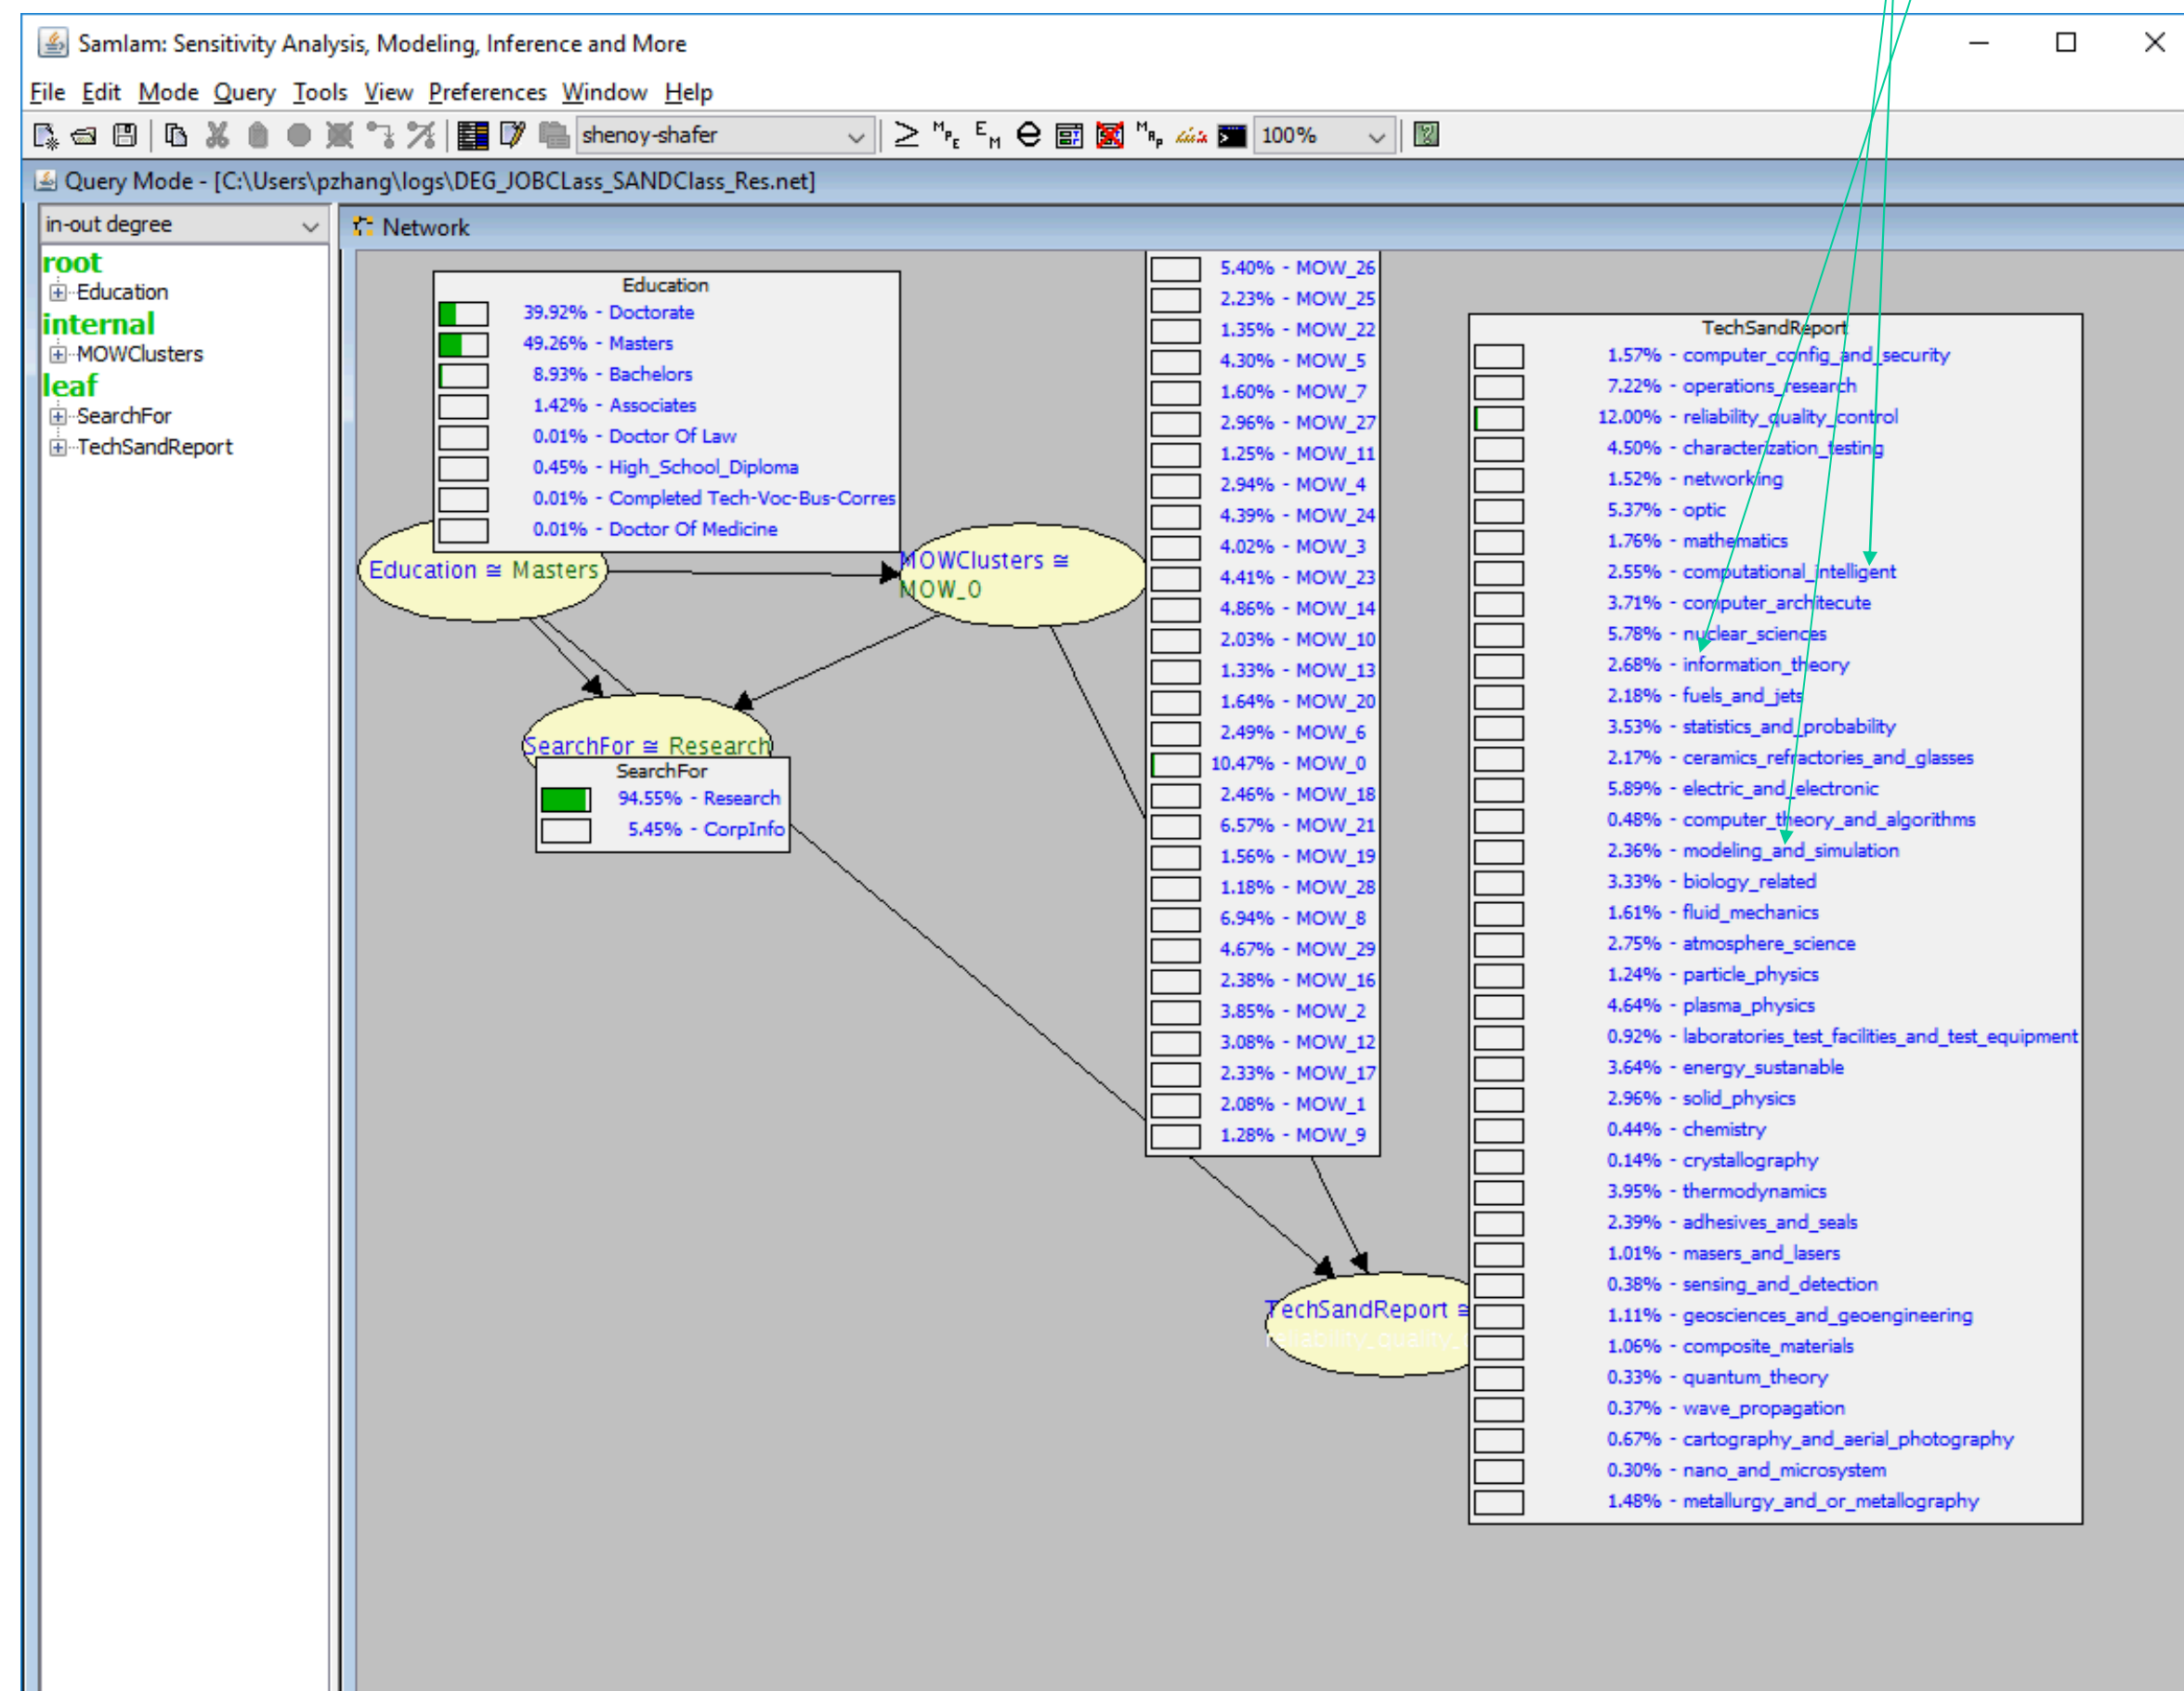 SamIam: Sensitivity Analysis, Modeling, Inference and More
File Edit Mode Query Tools View Preferences Window Help
shenoy-shafer
100%
Query Mode - [C:\Users\pzhang\logs\DEG_JOBCLass_SANDClass_Res.net]
in-out degree
root
Education
internal
MOWClusters
leaf
SearchFor
TechSandReport
Network
Education
39.92% - Doctorate
49.26% - Masters
8.93% - Bachelors
1.42% - Associates
0.01% - Doctor Of Law
0.45% - High_School_Diploma
0.01% - Completed Tech-Voc-Bus-Corres
0.01% - Doctor Of Medicine
Education ≅ Masters
MOWClusters ≅
MOW_0
SearchFor ≅ Research
SearchFor
94.55% - Research
5.45% - CorpInfo
5.40% - MOW_26
2.23% - MOW_25
1.35% - MOW_22
4.30% - MOW_5
1.60% - MOW_7
2.96% - MOW_27
1.25% - MOW_11
2.94% - MOW_4
4.39% - MOW_24
4.02% - MOW_3
4.41% - MOW_23
4.86% - MOW_14
2.03% - MOW_10
1.33% - MOW_13
1.64% - MOW_20
2.49% - MOW_6
10.47% - MOW_0
2.46% - MOW_18
6.57% - MOW_21
1.56% - MOW_19
1.18% - MOW_28
6.94% - MOW_8
4.67% - MOW_29
2.38% - MOW_16
3.85% - MOW_2
3.08% - MOW_12
2.33% - MOW_17
2.08% - MOW_1
1.28% - MOW_9
TechSandReport ≅
reliability_quality_
TechSandReport
1.57% - computer_config_and_security
7.22% - operations_research
12.00% - reliability_quality_control
4.50% - characterization_testing
1.52% - networking
5.37% - optic
1.76% - mathematics
2.55% - computational_intelligent
3.71% - computer_architecute
5.78% - nuclear_sciences
2.68% - information_theory
2.18% - fuels_and_jets
3.53% - statistics_and_probability
2.17% - ceramics_refractories_and_glasses
5.89% - electric_and_electronic
0.48% - computer_theory_and_algorithms
2.36% - modeling_and_simulation
3.33% - biology_related
1.61% - fluid_mechanics
2.75% - atmosphere_science
1.24% - particle_physics
4.64% - plasma_physics
0.92% - laboratories_test_facilities_and_test_equipment
3.64% - energy_sustanable
2.96% - solid_physics
0.44% - chemistry
0.14% - crystallography
3.95% - thermodynamics
2.39% - adhesives_and_seals
1.01% - masers_and_lasers
0.38% - sensing_and_detection
1.11% - geosciences_and_geoengineering
1.06% - composite_materials
0.33% - quantum_theory
0.37% - wave_propagation
0.67% - cartography_and_aerial_photography
0.30% - nano_and_microsystem
1.48% - metallurgy_and_or_metallography